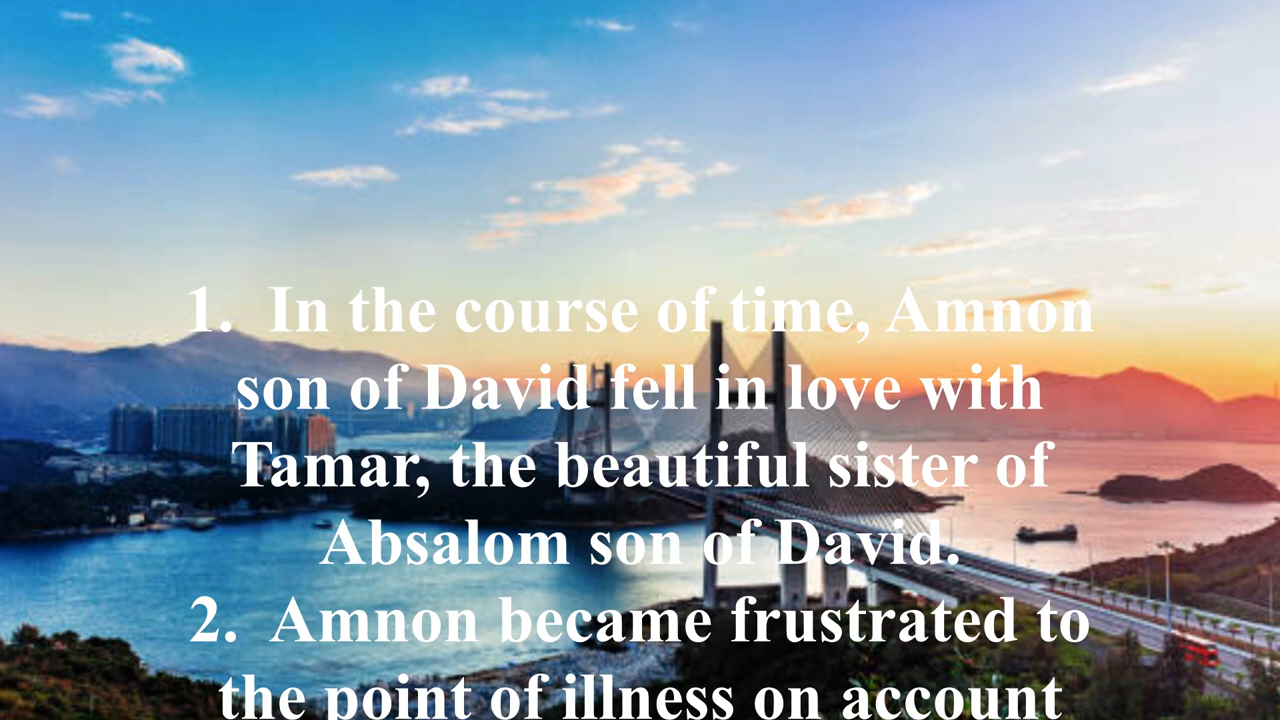 1. In the course of time, Amnon
son of David fell in love with
Tamar, the beautiful sister of
Absalom son of David.
2. Amnon became frustrated to
the point of illness on account